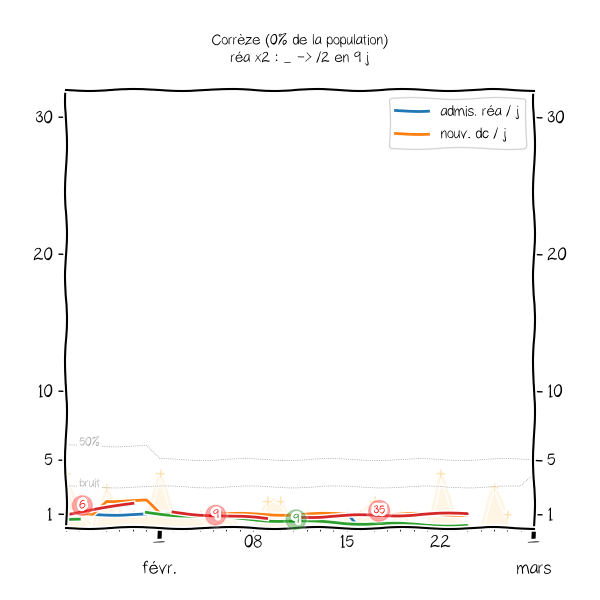 Corrèze (0% de la population)
réa x2 : _ -> /2 en 9 j
admis. réa / j
nouv. dc / j
30
30
20
20
10
10
50%
5
5
bruit
6
9
9
35
1
1
08
15
22
févr.
mars